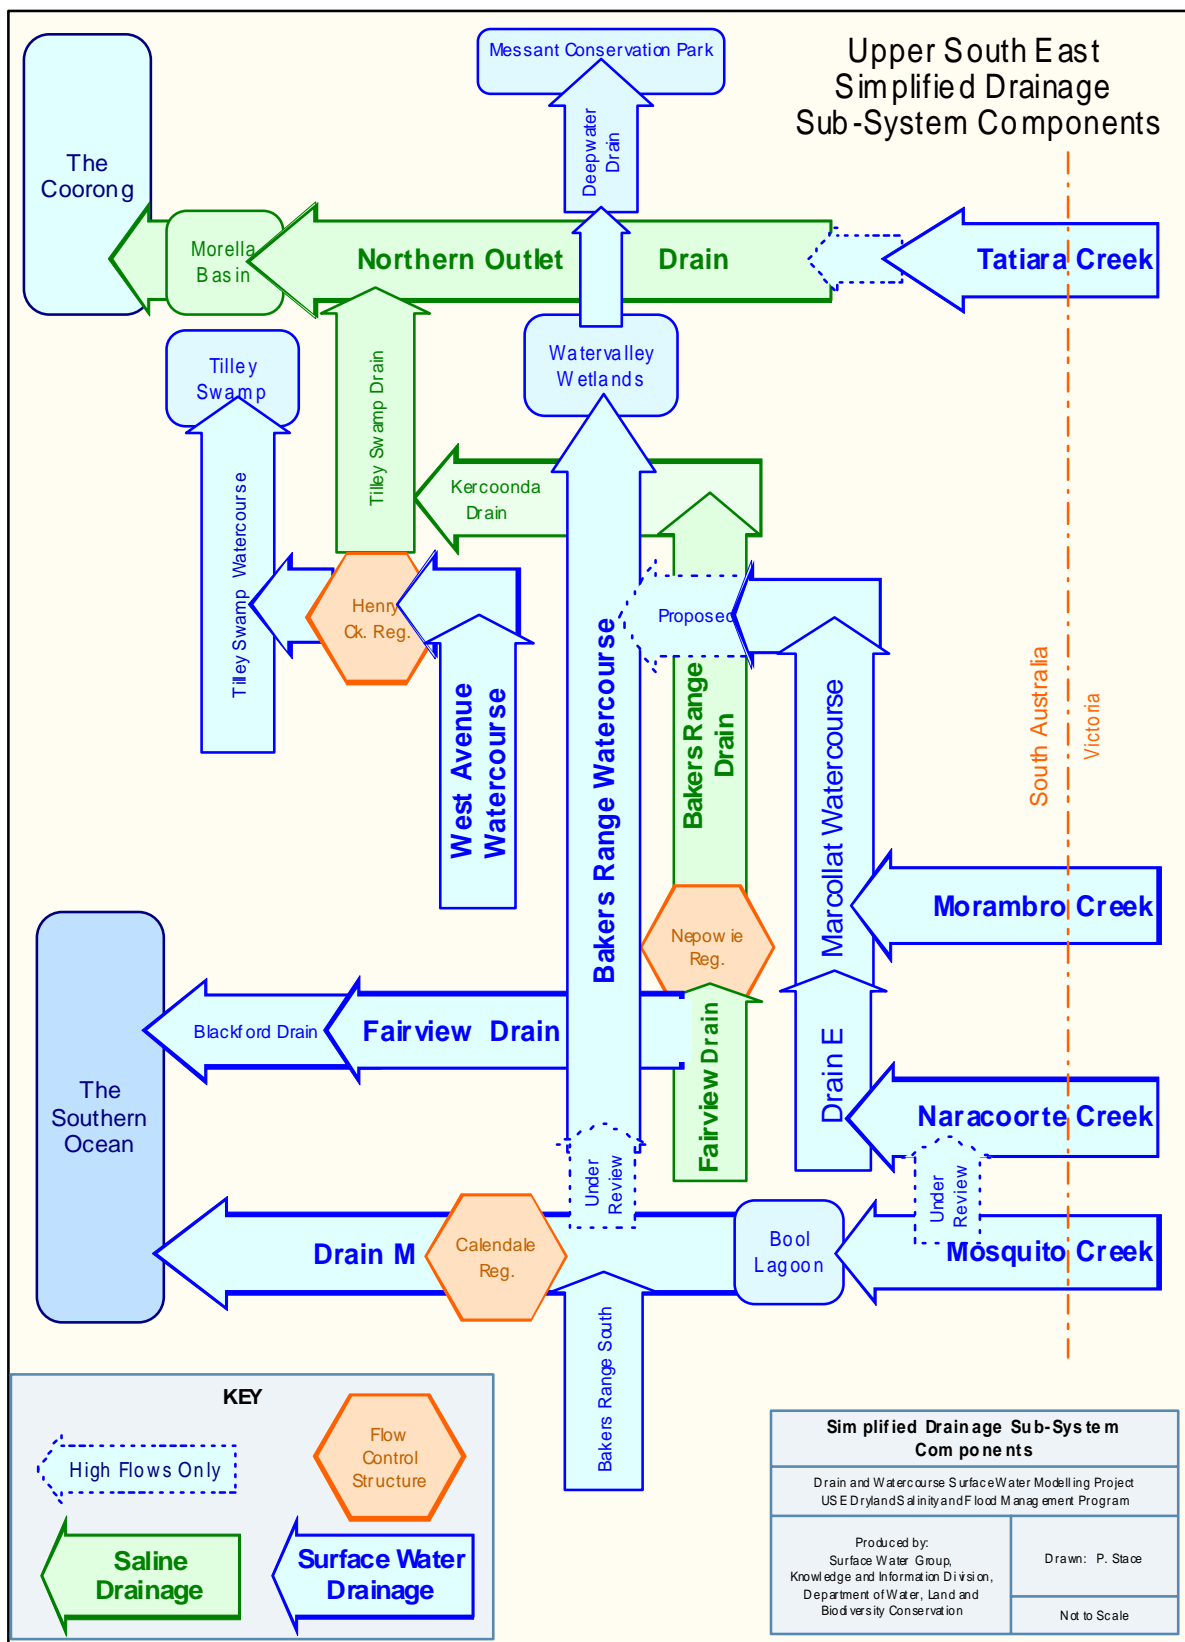 Upper South East
Simplified Drainage
Sub-System Components
Messant Conservation Park
The
Coorong
Deepwater
Drain
Morella
Basin
Northern Outlet Drain
Tatiara Creek
Tilley
Swamp
Watervalley
Wetlands
Tilley Swamp Drain
Kercoonda
Drain
Tilley Swamp Watercourse
Henry
Ck. Reg.
Proposed
West Avenue
Watercourse
Bakers Range Watercourse
Bakers Range
Drain
Marcollat Watercourse
South Australia
Victoria
Morambro Creek
Nepowie
Reg.
Blackford Drain
Fairview Drain
Fairview Drain
Drain E
Naracoorte Creek
The
Southern
Ocean
Under
Review
Under
Review
Drain M
Calendale
Reg.
Bool
Lagoon
Mosquito Creek
Bakers Range South
KEY
High Flows Only
Flow
Control
Structure
Saline
Drainage
Surface Water
Drainage
Simplified Drainage Sub-System
Components
Drain and Watercourse Surface Water Modelling Project
USE Dryland Salinity and Flood Management Program
Produced by:
Surface Water Group,
Knowledge and Information Division,
Department of Water, Land and
Biodiversity Conservation
Drawn: P. Stace
Not to Scale